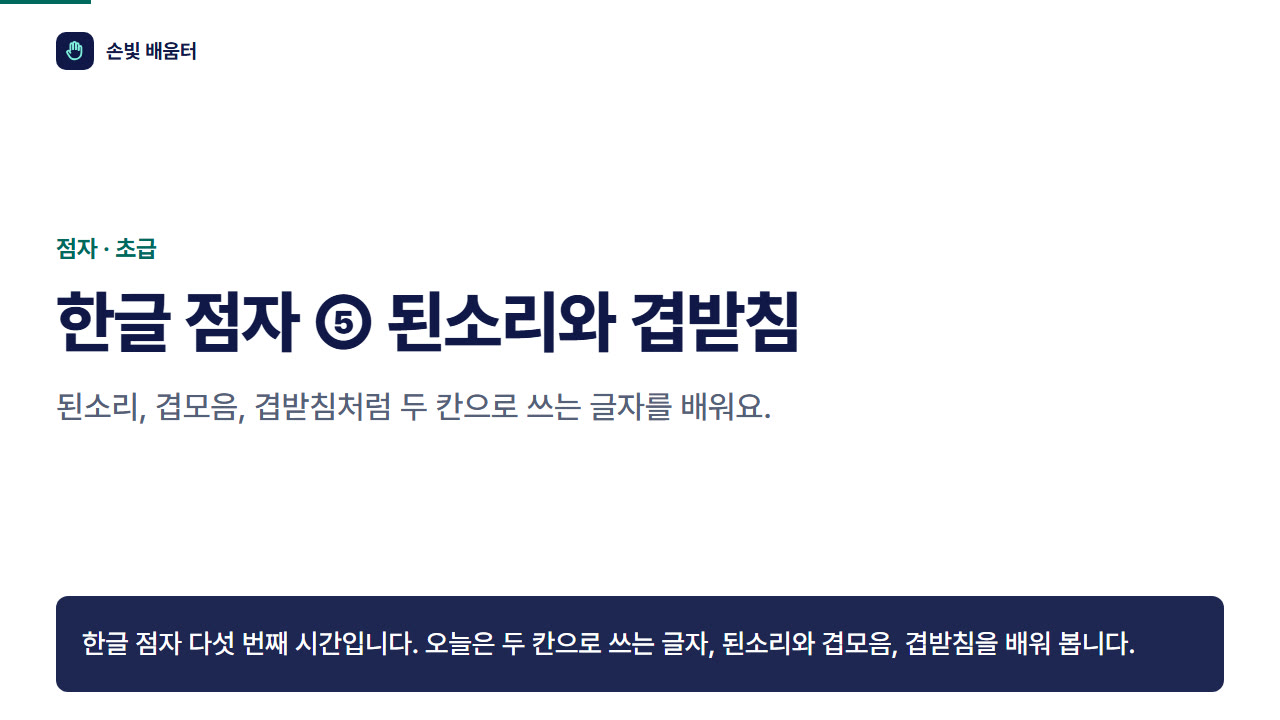 손빛 배움터
점자 · 초급
한글 점자 ⑤ 된소리와 겹받침
된소리, 겹모음, 겹받침처럼 두 칸으로 쓰는 글자를 배워요.
한글 점자 다섯 번째 시간입니다. 오늘은 두 칸으로 쓰는 글자, 된소리와 겹모음, 겹받침을 배워 봅니다.